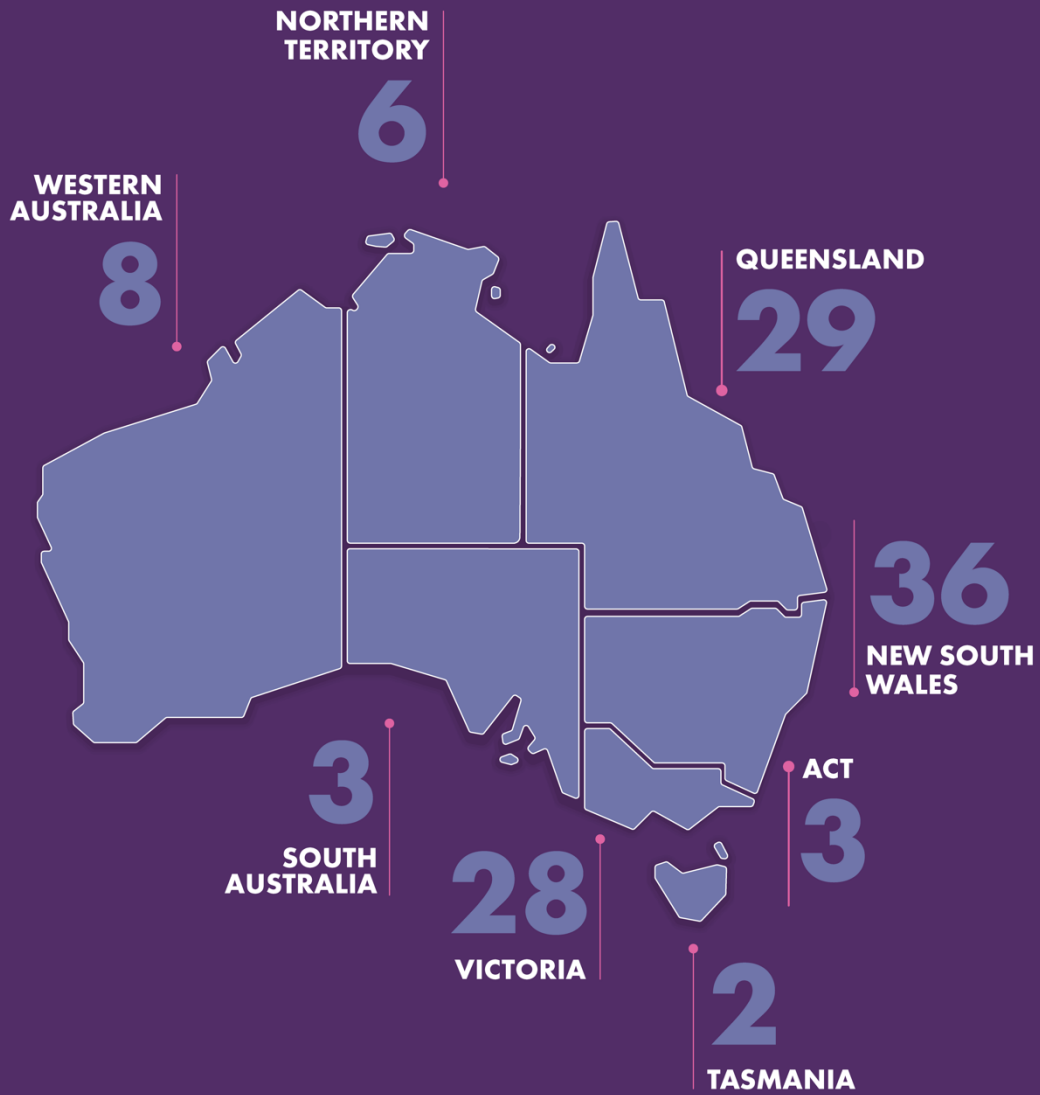 NORTHERN
TERRITORY
6
WESTERN
AUSTRALIA
8
QUEENSLAND
29
36
NEW SOUTH
WALES
ACT
3
3
SOUTH
AUSTRALIA
28
VICTORIA
2
TASMANIA